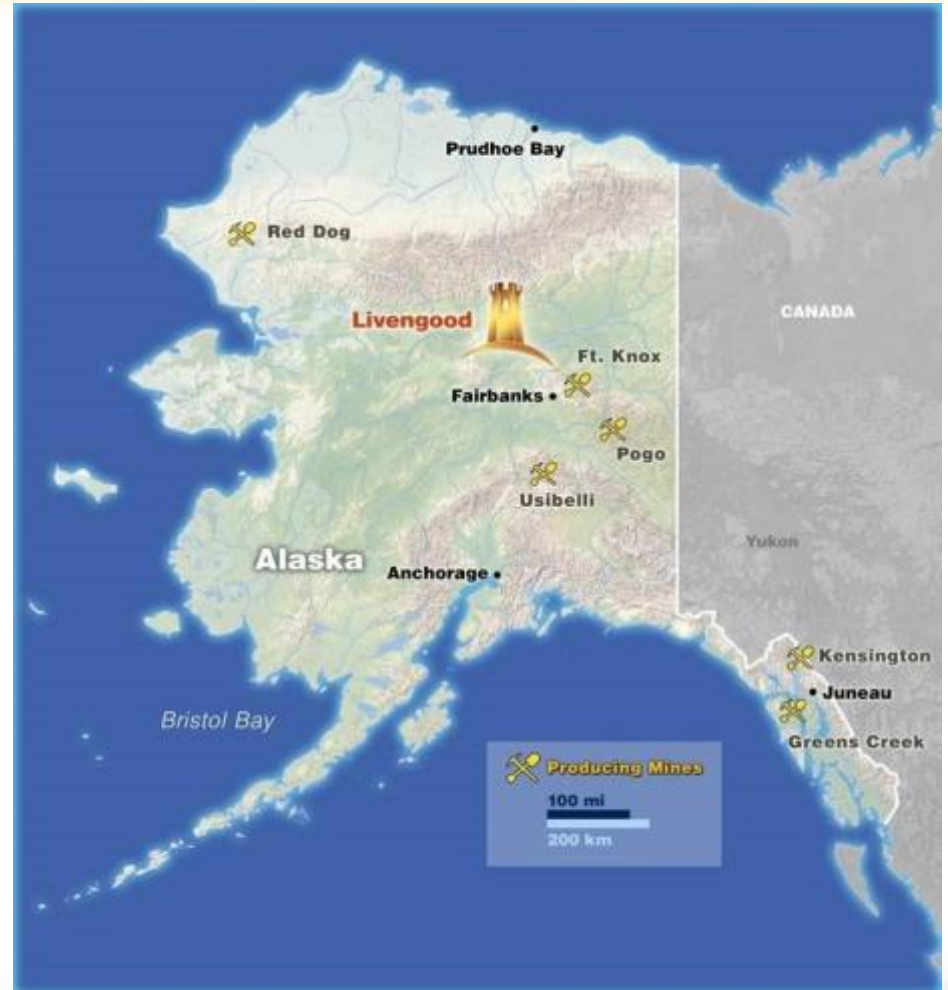 Prudhoe Bay
Red Dog
CANADA
Livengood
Ft. Knox
Fairbanks
Pogo
Usibelli
Yukon
Alaska
Anchorage
Kensington
Juneau
Bristol Bay
Greens Creek
Producing Mines
100 mi
200 km